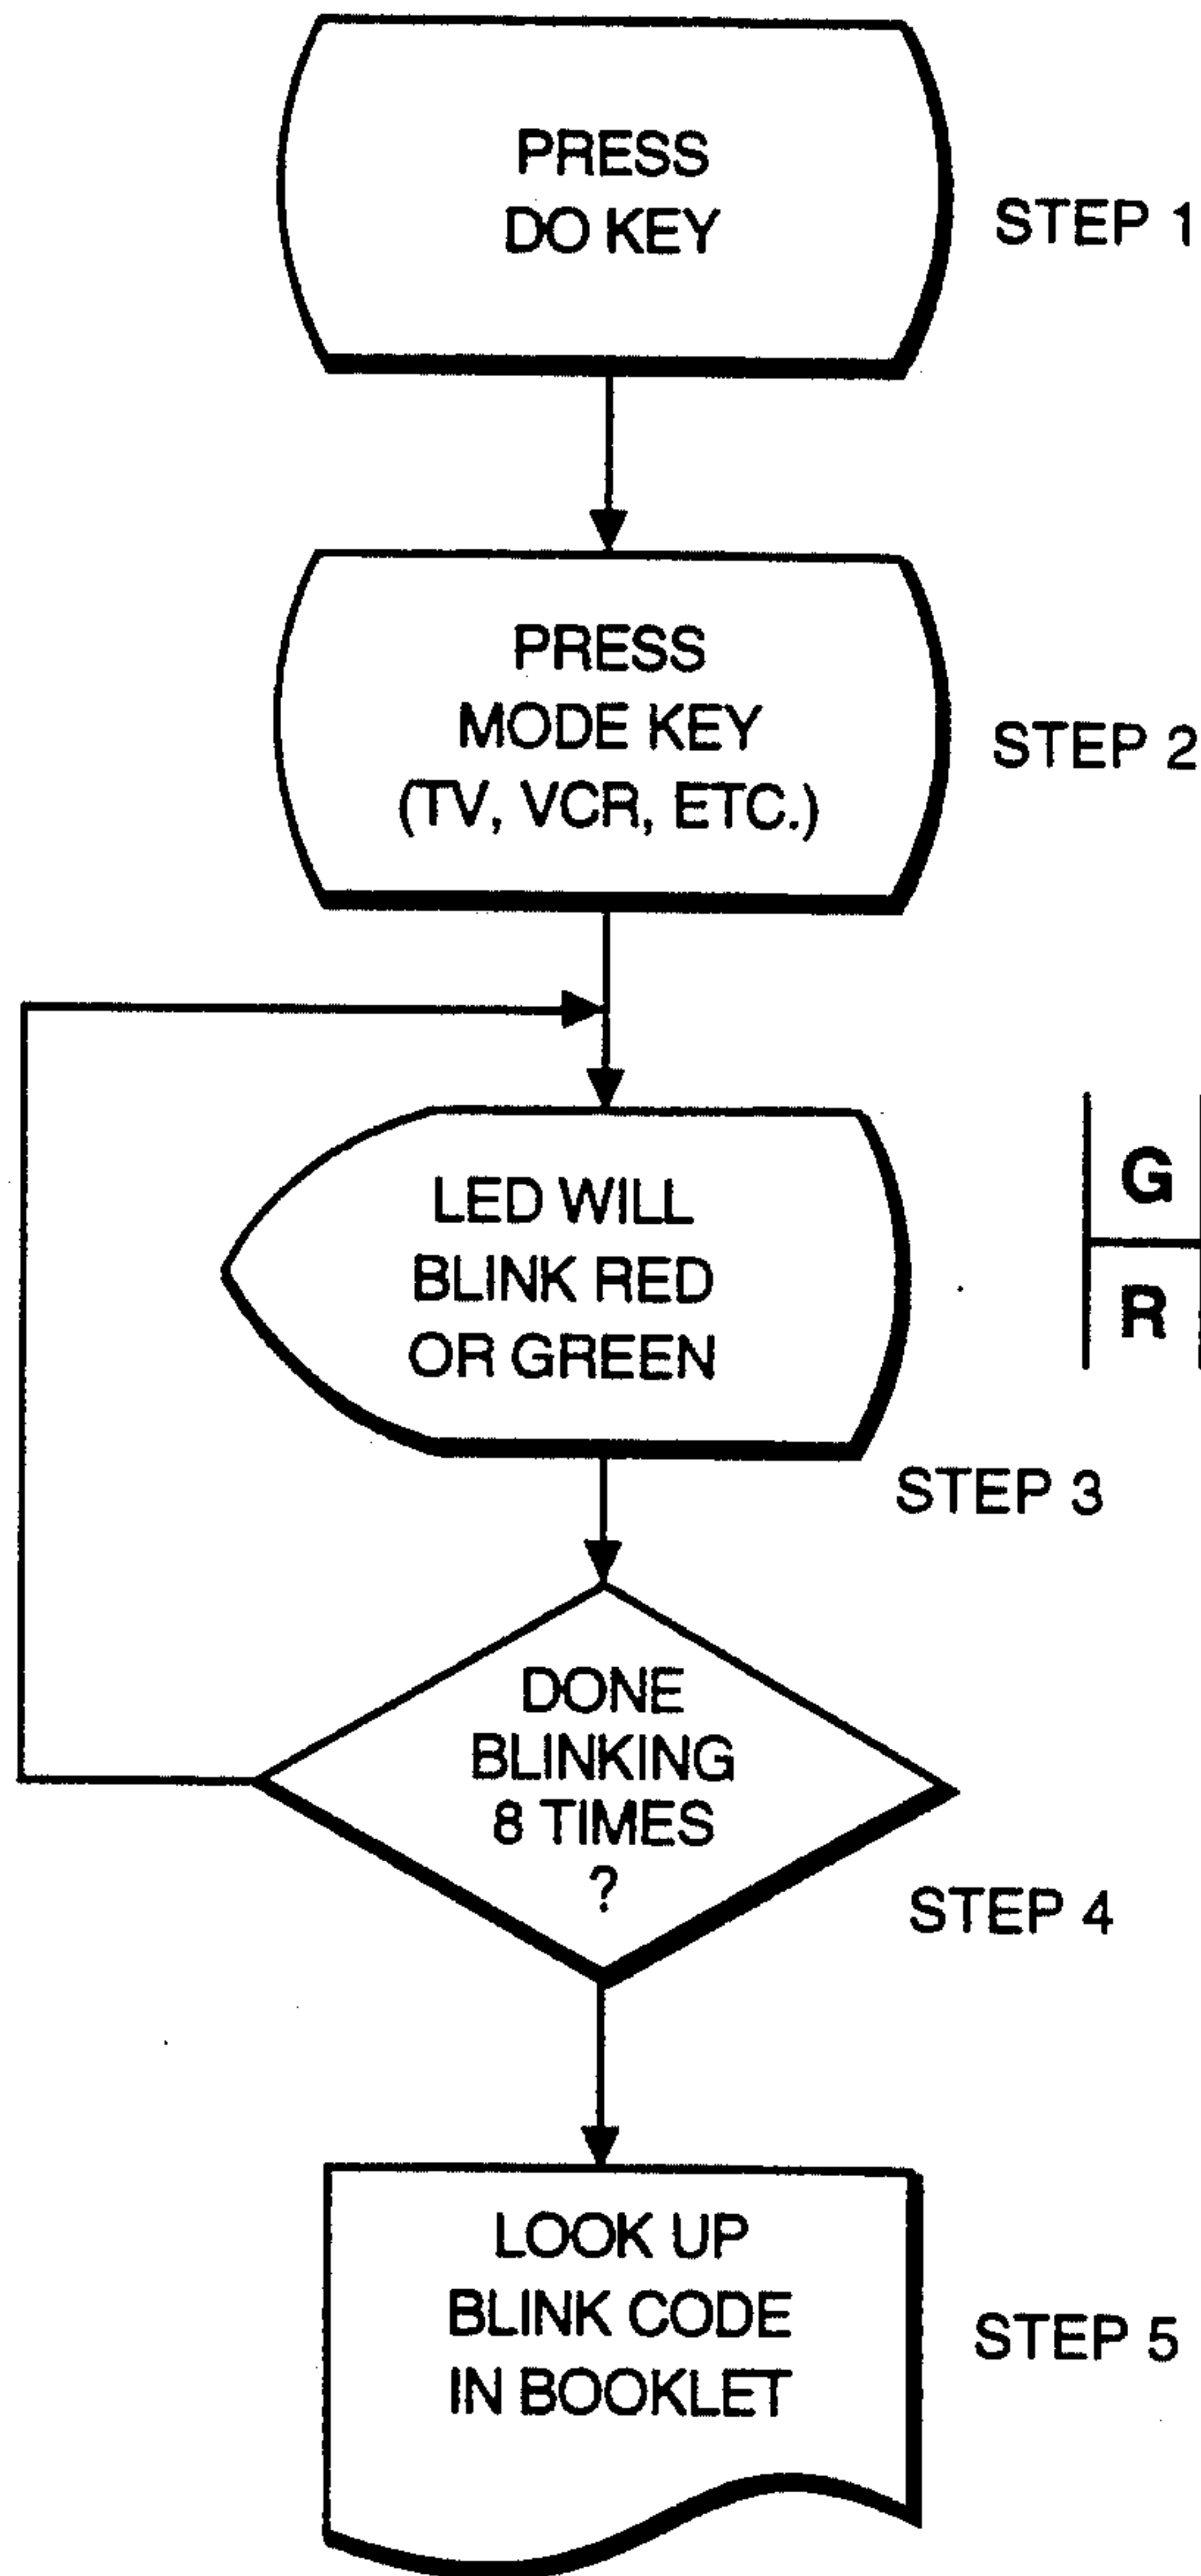 PRESS
DO KEY
STEP 1
PRESS
MODE KEY
(TV, VCR, ETC.)
STEP 2
LED WILL
BLINK RED
OR GREEN
G
R
STEP 3
DONE
BLINKING
8 TIMES
?
STEP 4
LOOK UP
BLINK CODE
IN BOOKLET
STEP 5